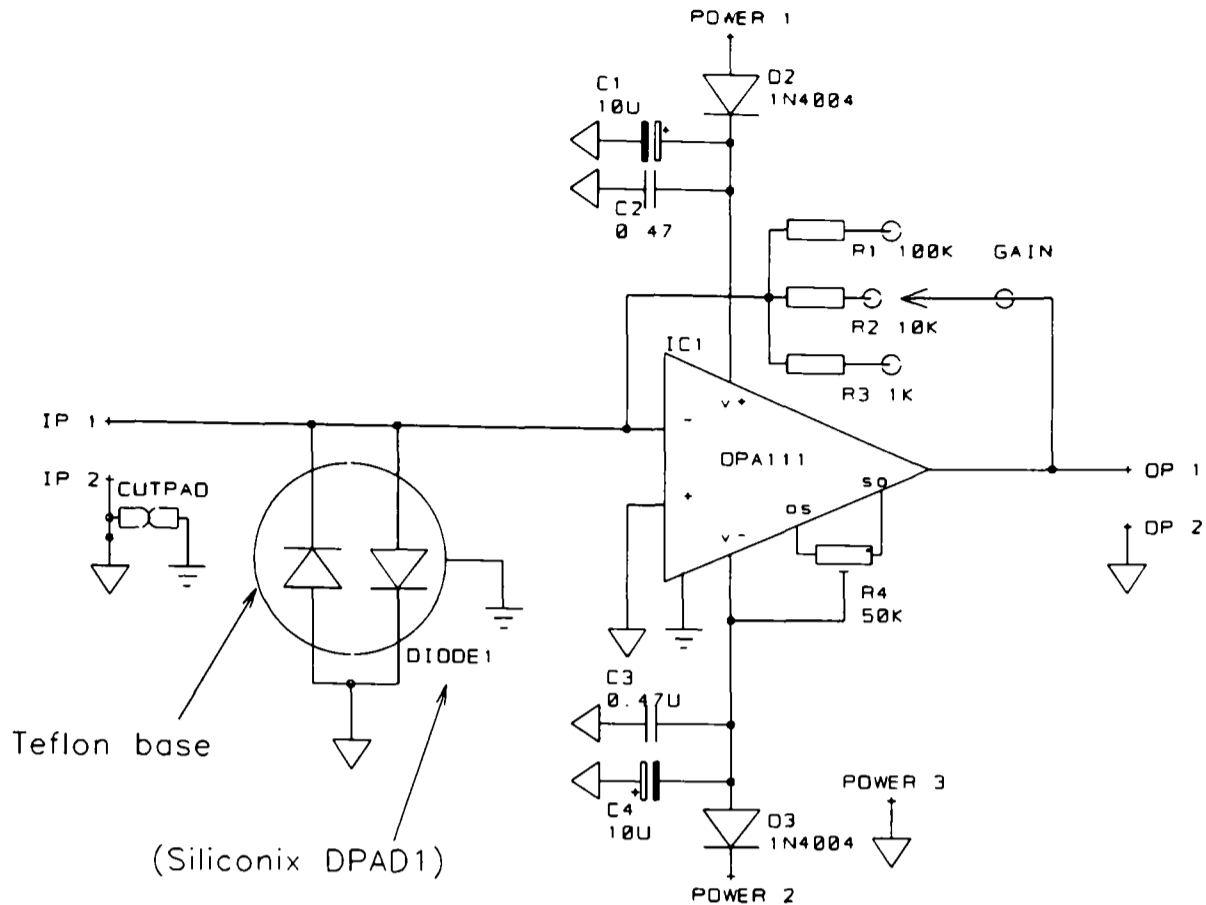 POWER 1
D2
1N4004
C1
10U
+
C2
0 47
R1 100K
GAIN
R2 10K
R3 1K
IC1
V+
-
OPA111
+
V-
OS
SO
IP 1
IP 2
CUTPAD
OP 1
OP 2
R4
50K
DIODE1
C3
0.47U
Teflon base
+
C4
10U
POWER 3
D3
1N4004
(Siliconix DPAD1)
POWER 2